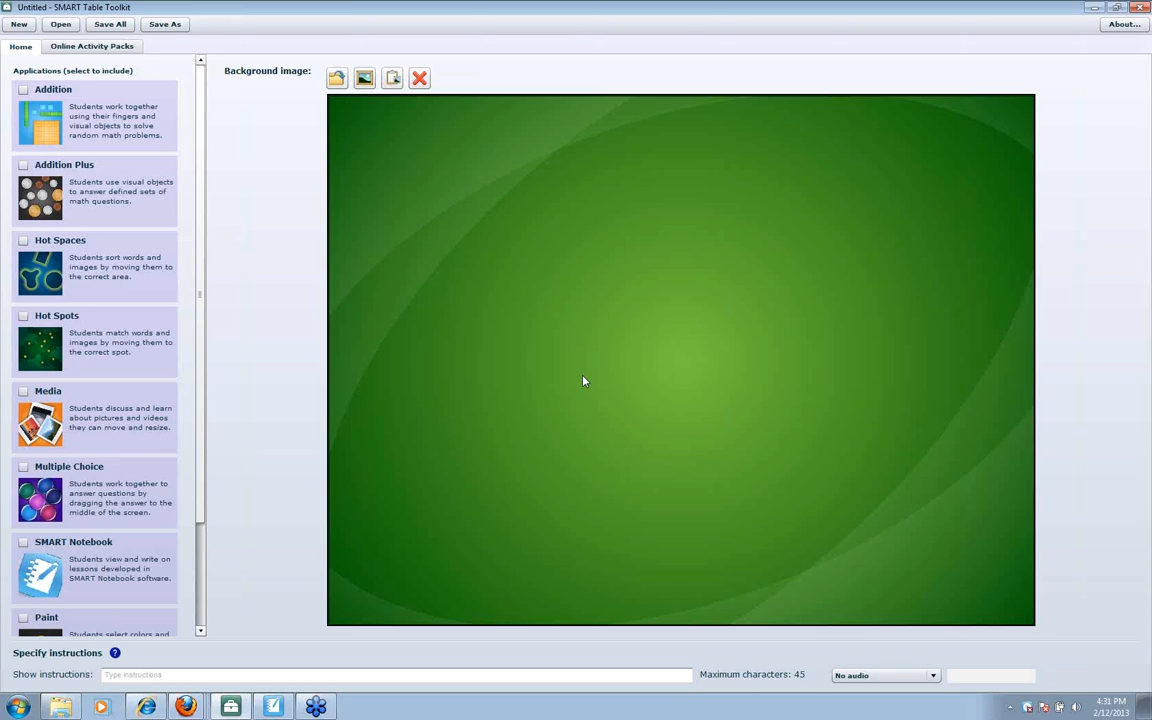 Untitled - SMART Table Toolkit
New
Open
Save All
Save As
About...
Home
Online Activity Packs
Applications (select to include)
Background image:
Addition
Students work together
using their fingers and
visual objects to solve
random math problems.
Addition Plus
Students use visual objects
to answer defined sets of
math questions.
Hot Spaces
Students sort words and
images by moving them to
the correct area.
Hot Spots
Students match words and
images by moving them to
the correct spot.
Media
Students discuss and learn
about pictures and videos
they can move and resize.
Multiple Choice
Students work together to
answer questions by
dragging the answer to the
middle of the screen.
SMART Notebook
Students view and write on
lessons developed in
SMART Notebook software.
Paint
Students select colors and
Specify instructions ?
Show instructions: Type instructions
Maximum characters: 45
No audio
4:31 PM
2/12/2013